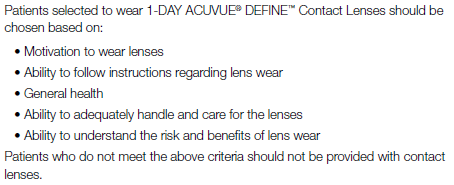 Patients selected to wear 1-DAY ACUVUE® DEFINE™ Contact Lenses should be
chosen based on:
• Motivation to wear lenses
• Ability to follow instructions regarding lens wear
• General health
• Ability to adequately handle and care for the lenses
• Ability to understand the risk and benefits of lens wear
Patients who do not meet the above criteria should not be provided with contact
lenses.